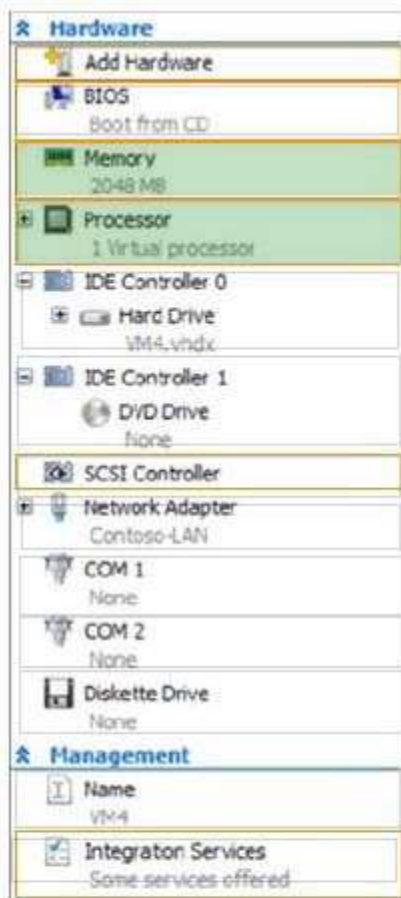 Hardware
Add Hardware
BIOS
Boot from CD
Memory
2048 MB
Processor
1 Virtual processor
IDE Controller 0
Hard Drive
VM4.vhdx
IDE Controller 1
DVD Drive
None
SCSI Controller
Network Adapter
Contoso-LAN
COM 1
None
COM 2
None
Diskette Drive
None
Management
Name
VM4
Integration Services
Some services offered